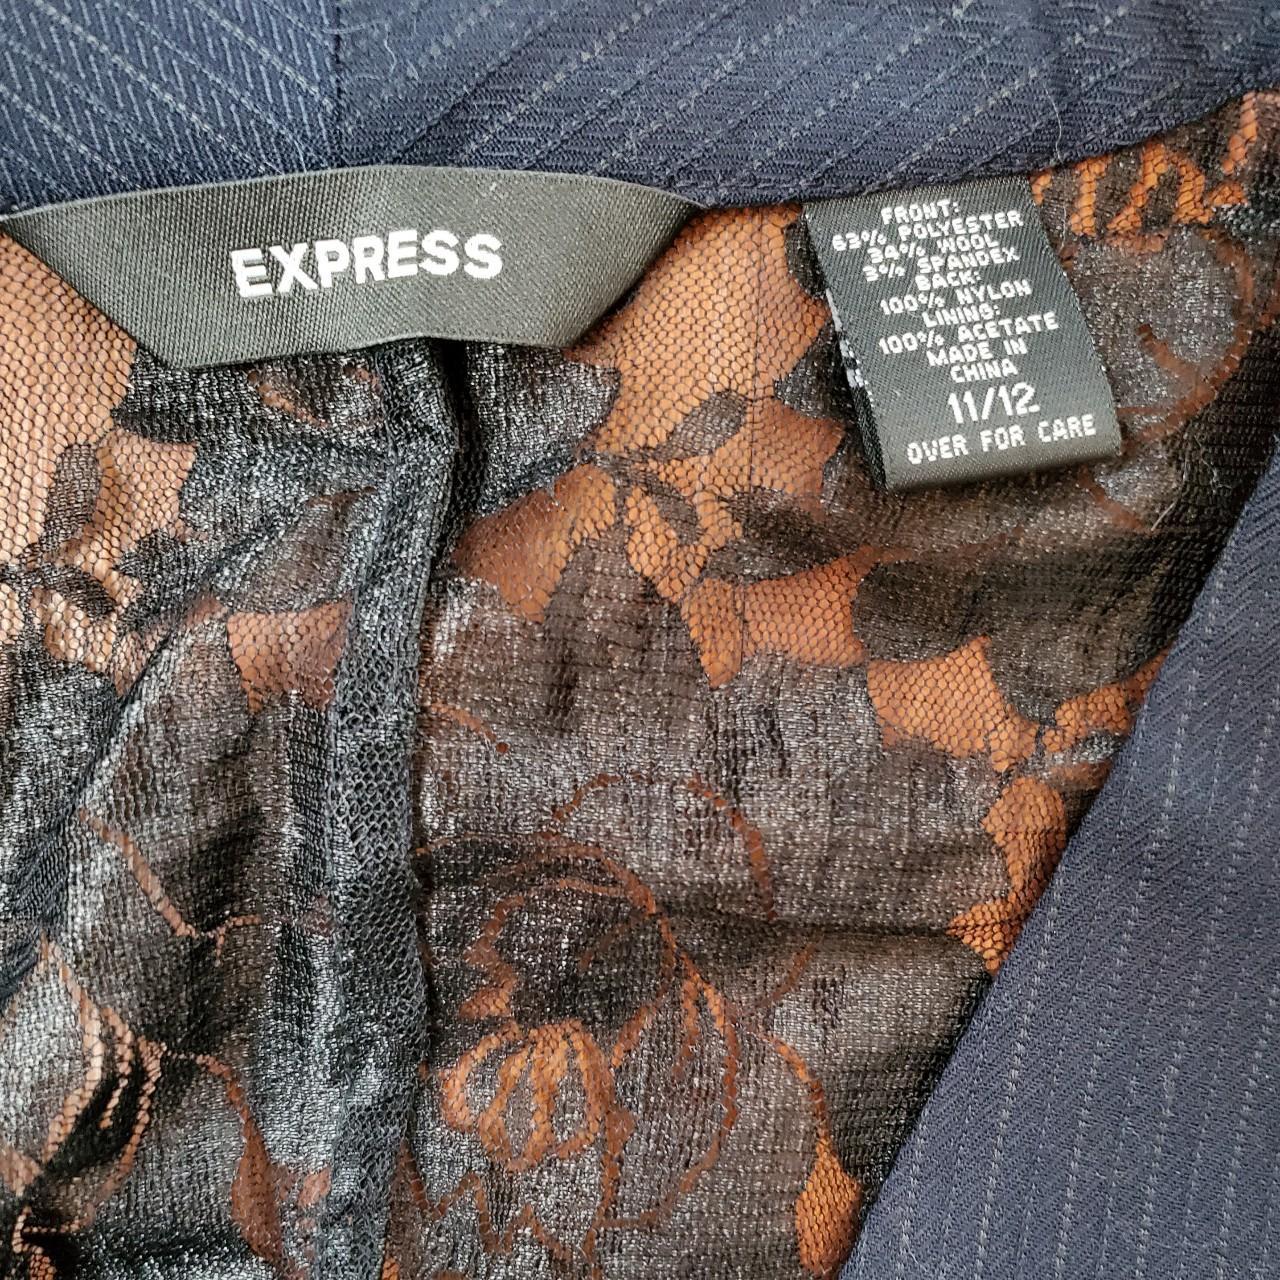 EXPRESS
FRONT:
63% POLYESTER
34% WOOL
3% SPANDEX
BACK:
100% NYLON
LINING:
100% ACETATE
MADE IN
CHINA
11/12
OVER FOR CARE